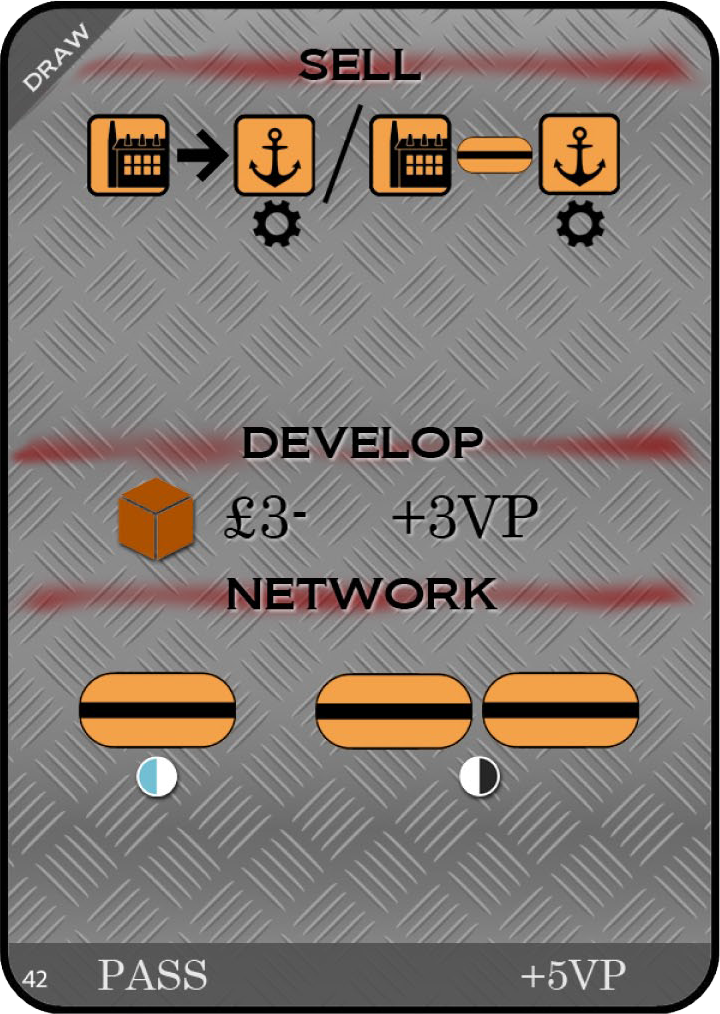 DRAW
SELL
DEVELOP
£3- +3VP
NETWORK
42 PASS +5VP